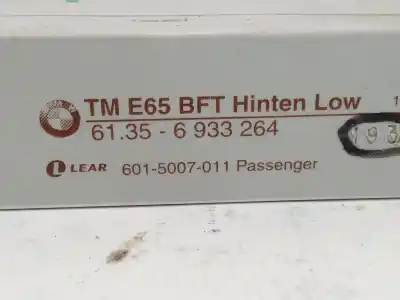 TM E65 BFT Hinten Low
61.35 - 6 933 264
LEAR 601-5007-011 Passenger